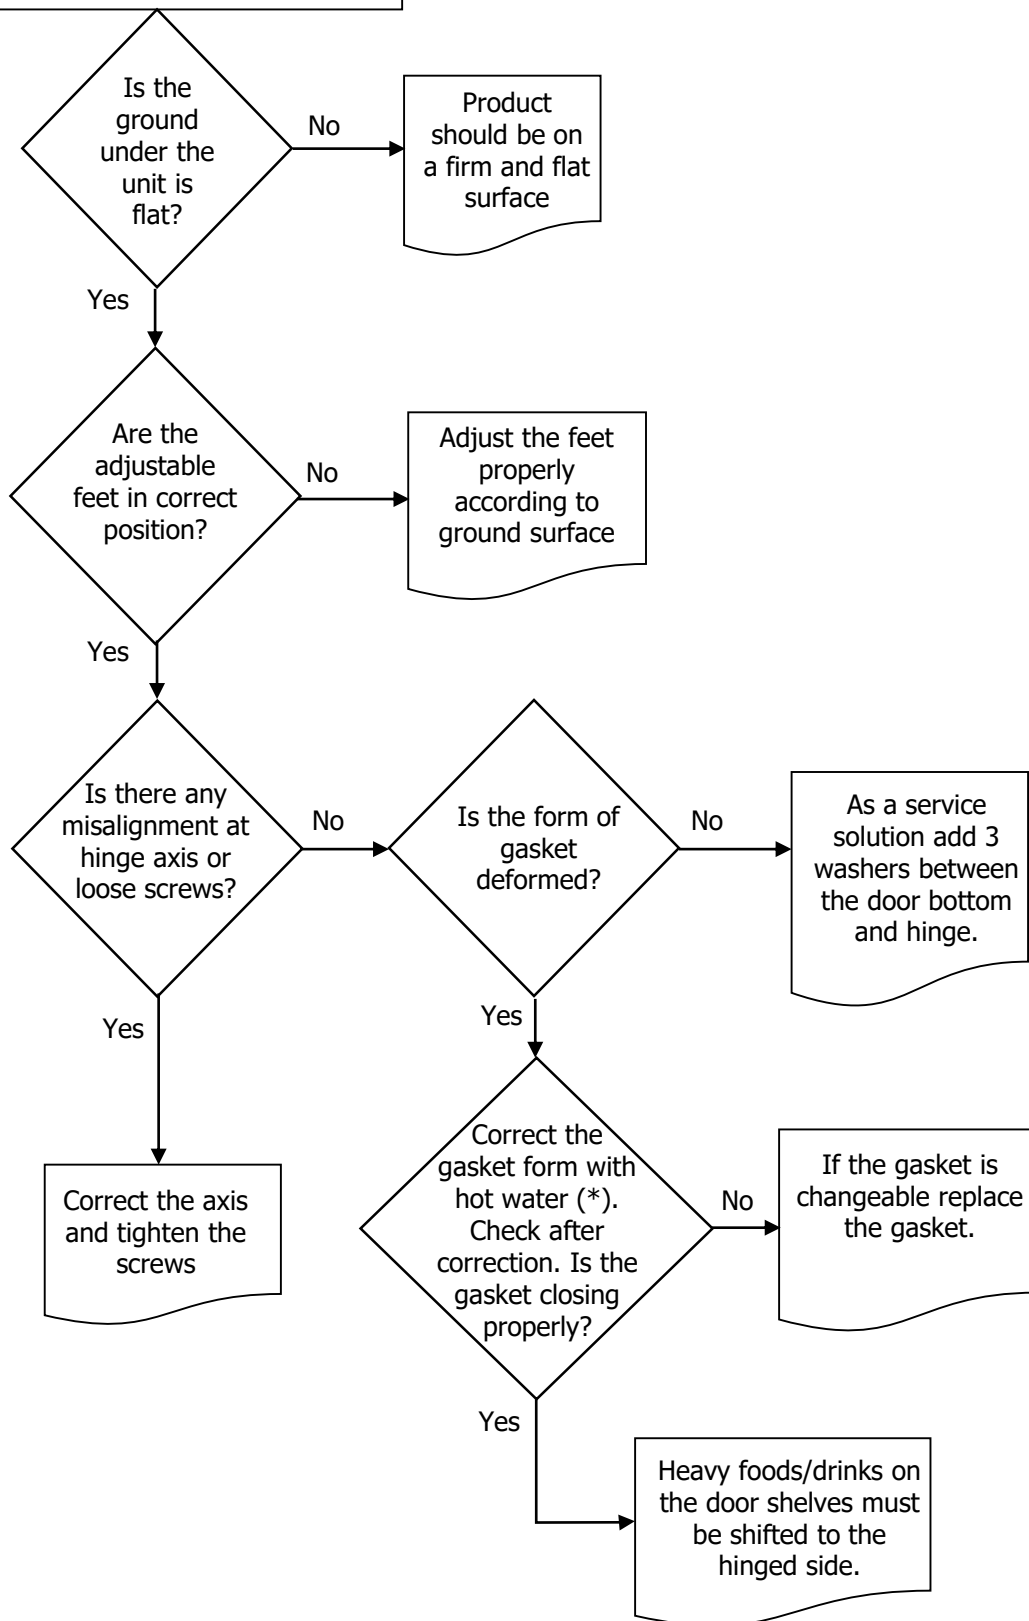 Is the
ground
under the
unit is
flat?
No
Product
should be on
a firm and flat
surface
Yes
Are the
adjustable
feet in correct
position?
No
Adjust the feet
properly
according to
ground surface
Yes
Is there any
misalignment at
hinge axis or
loose screws?
No
Is the form of
gasket
deformed?
No
As a service
solution add 3
washers between
the door bottom
and hinge.
Yes
Correct the axis
and tighten the
screws
Yes
Correct the
gasket form with
hot water (*).
Check after
correction. Is the
gasket closing
properly?
No
If the gasket is
changeable replace
the gasket.
Yes
Heavy foods/drinks on
the door shelves must
be shifted to the
hinged side.